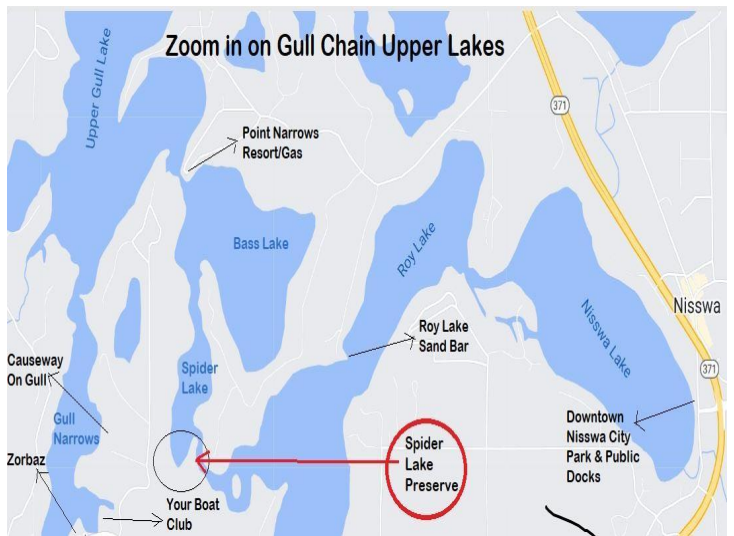 Zoom in on Gull Chain Upper Lakes
Upper Gull Lake
371
Point Narrows
Resort/Gas
Bass Lake
Roy Lake
Nisswa
Nisswa Lake
Roy Lake
Sand Bar
Causeway
On Gull
Spider
Lake
371
Gull
Narrows
Downtown
Nisswa City
Park & Public
Docks
Spider
Lake
Preserve
Zorbaz
Your Boat
Club